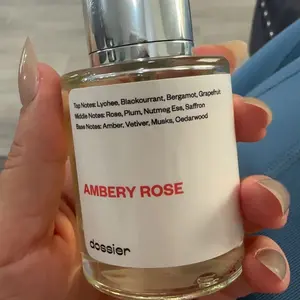 Top Notes: Lychee, Blackcurrant, Bergamot, Grapefruit
Middle Notes: Rose, Plum, Nutmeg Ess, Saffron
Base Notes: Amber, Vetiver, Musks, Cedarwood
AMBERY ROSE
dossier